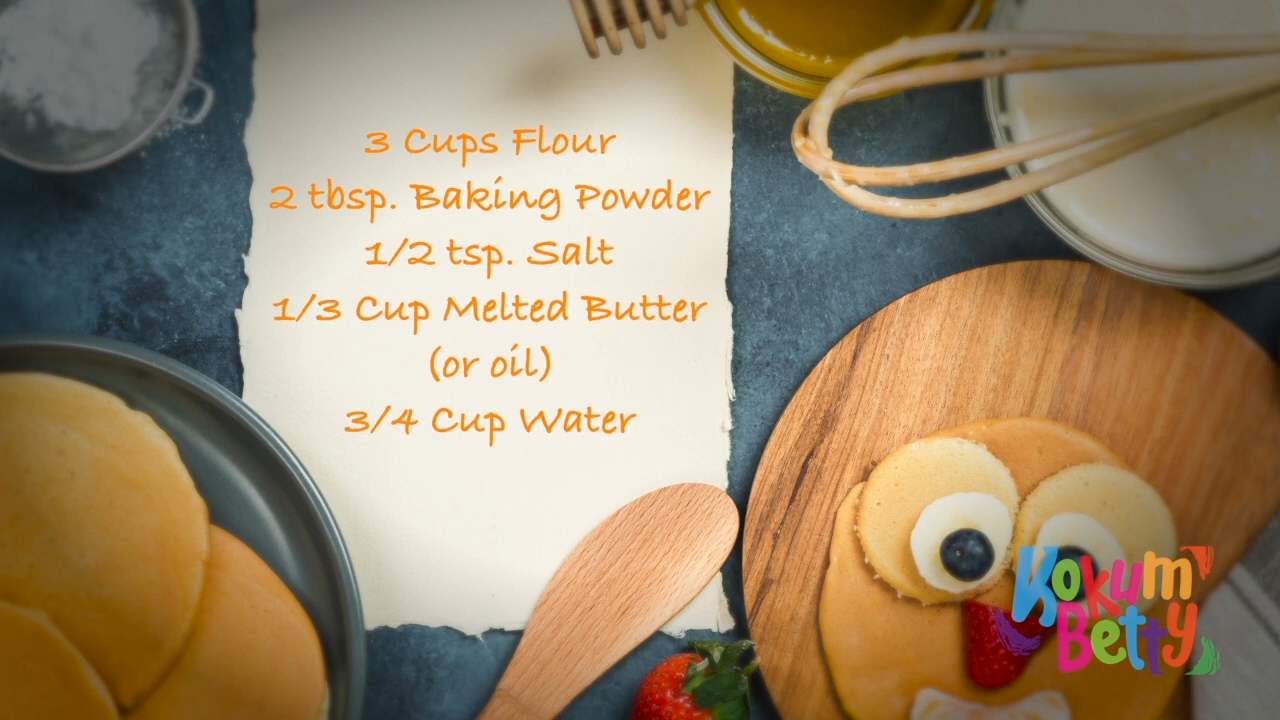 3 Cups Flour
2 tbsp. Baking Powder
1/2 tsp. Salt
1/3 Cup Melted Butter
(or oil)
3/4 Cup Water
Kokum
Betty